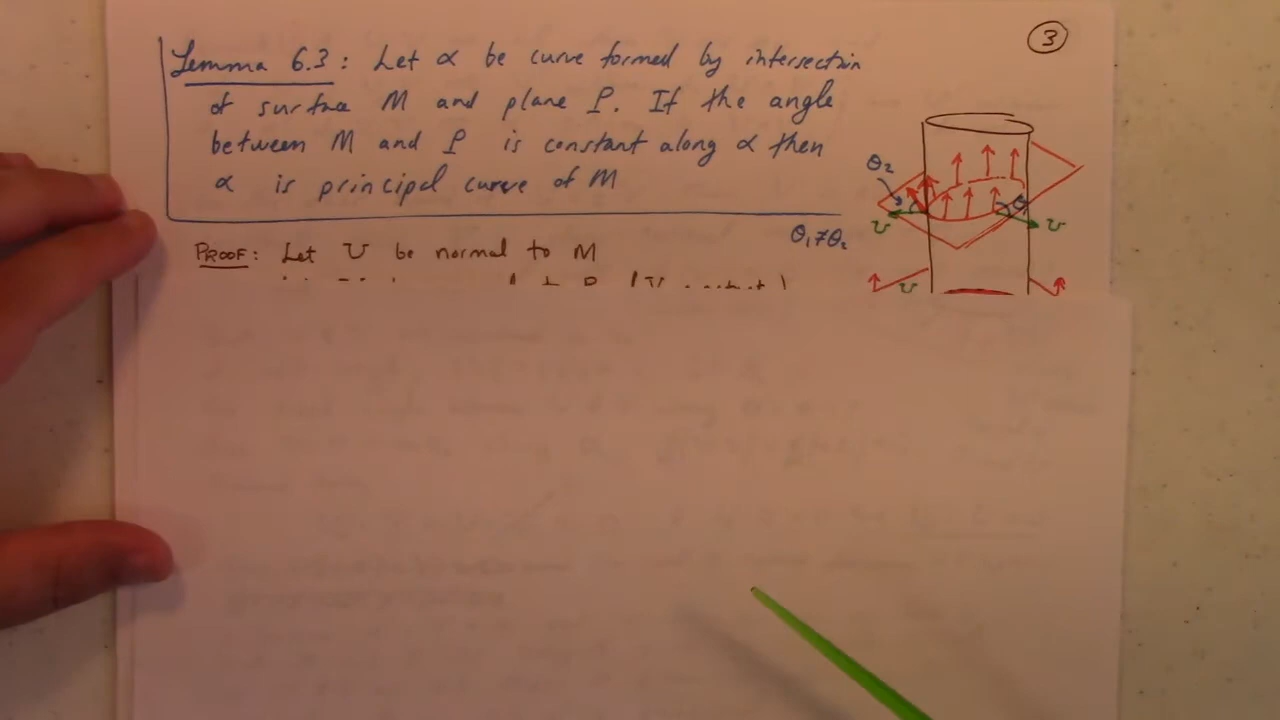 3
Lemma 6.3: Let α be curve formed by intersection
of surface M and plane P. If the angle
between M and P is constant along α then
α is principal curve of M
θ₂
θ
U
U
θ₁≠θ₂
PROOF: Let U be normal to M
U